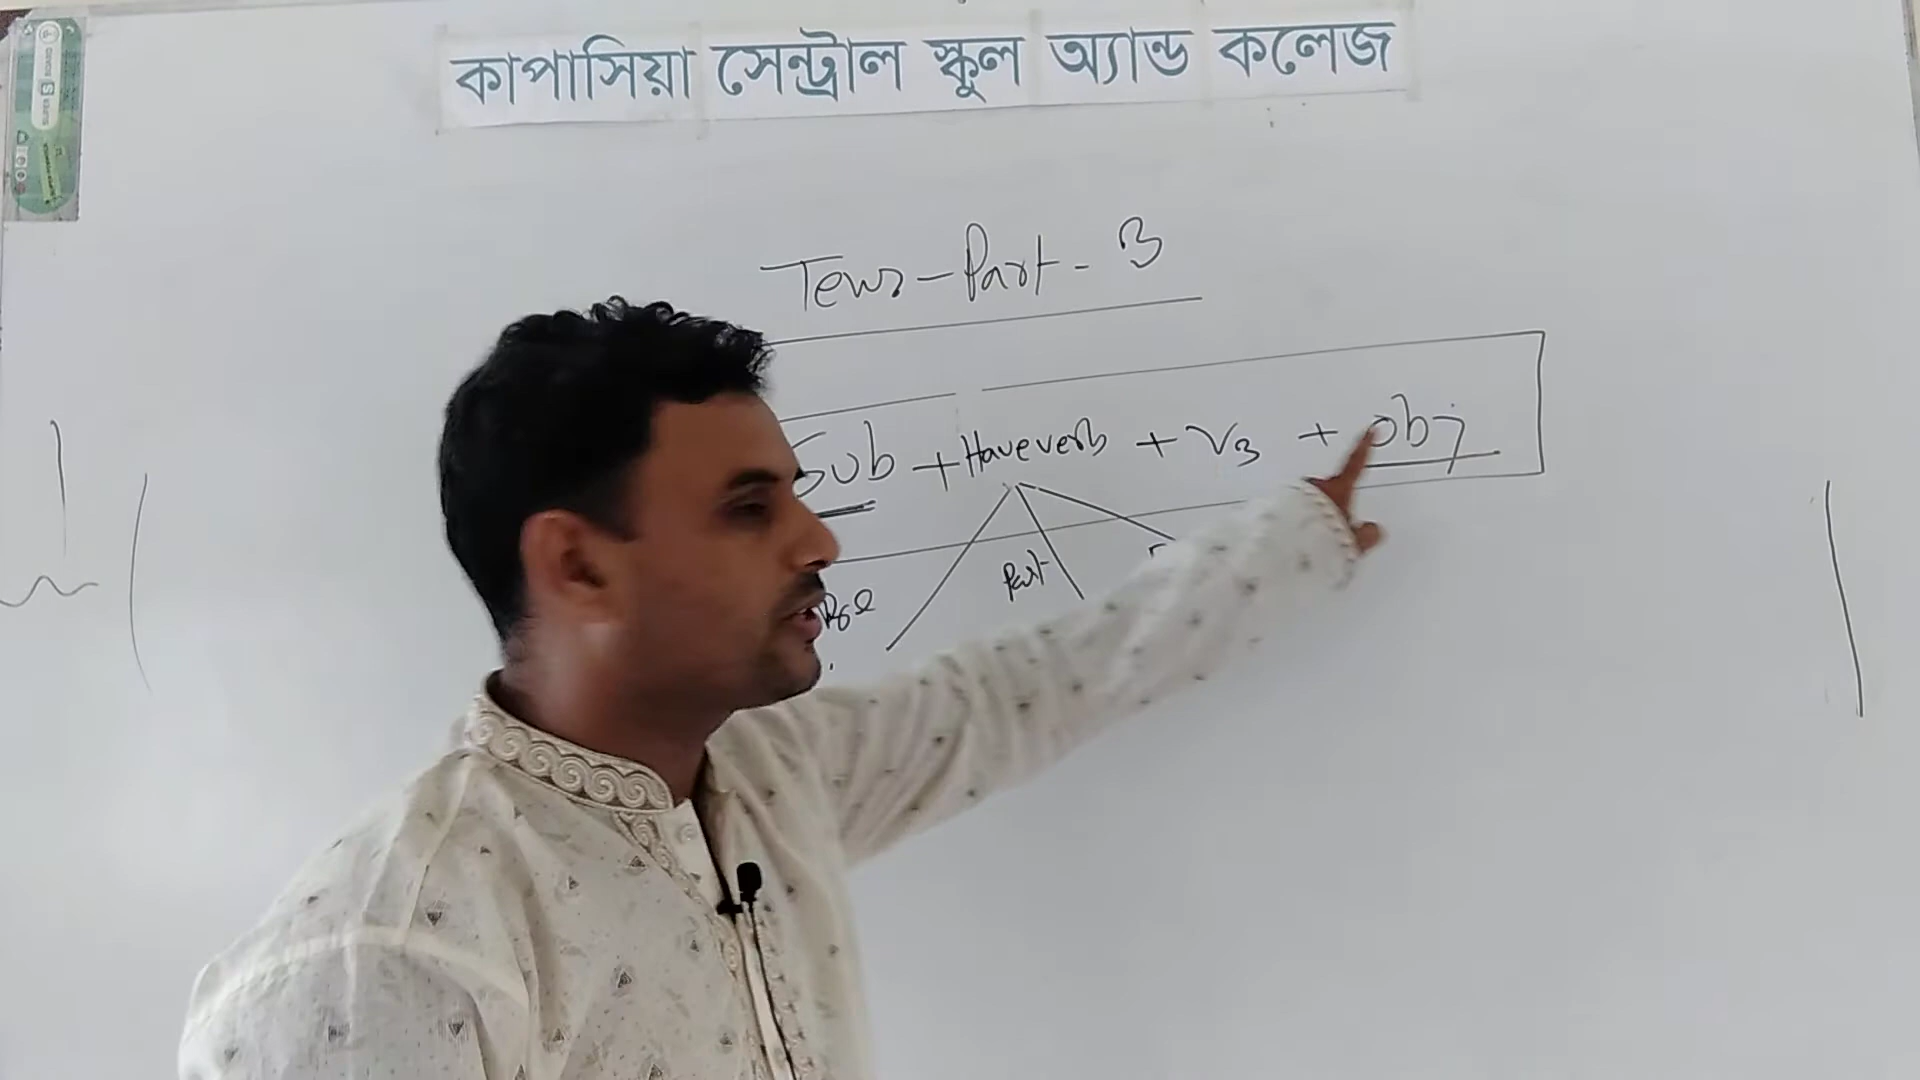 কাপাসিয়া সেন্ট্রাল স্কুল অ্যান্ড কলেজ
Tens-Part-3
Sub + Have verb + V3 + obj
Past